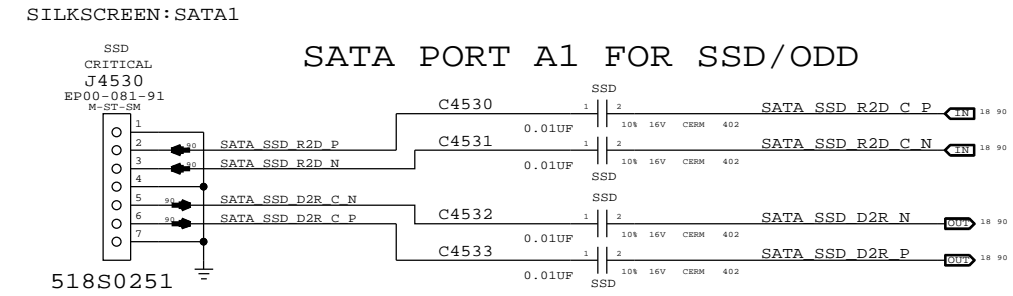 SILKSCREEN:SATA1
SATA PORT A1 FOR SSD/ODD
SSD
CRITICAL
J4530
EP00-081-91
M-ST-SM
1
2
3
4
5
6
7
518S0251
90 SATA_SSD_R2D_P
90 SATA_SSD_R2D_N
90 SATA_SSD_D2R_C_N
90 SATA_SSD_D2R_C_P
SSD
C4530 1 2 SATA_SSD_R2D_C_P IN 18 90
0.01UF 10% 16V CERM 402
C4531 1 2 SATA_SSD_R2D_C_N IN 18 90
0.01UF 10% 16V CERM 402
SSD
SSD
C4532 1 2 SATA_SSD_D2R_N OUT 18 90
0.01UF 10% 16V CERM 402
C4533 1 2 SATA_SSD_D2R_P OUT 18 90
0.01UF 10% 16V CERM 402
SSD